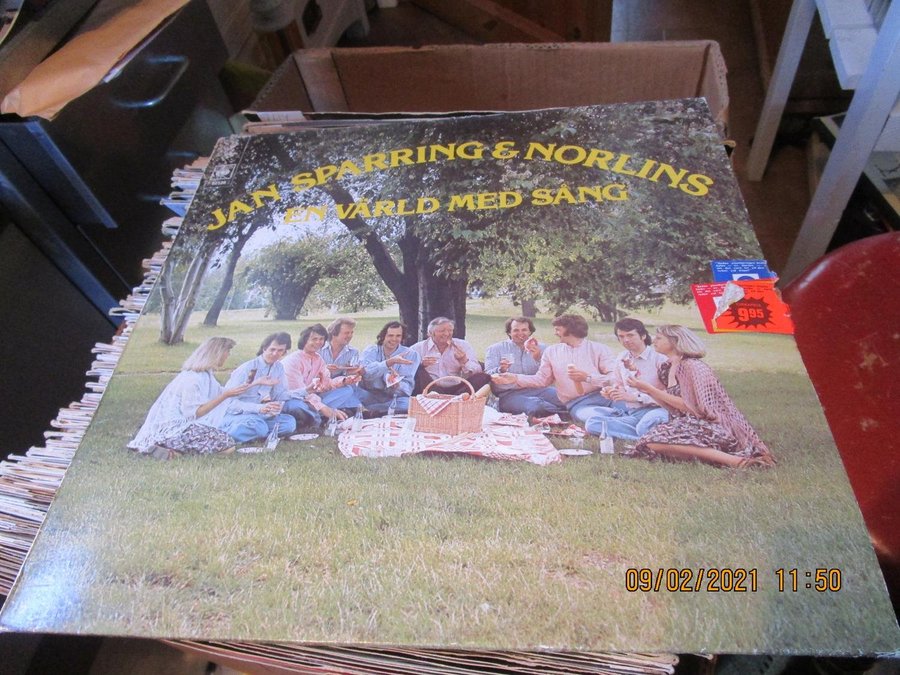 JAN SPARRING & NORLINS
EN VÄRLD MED SÅNG
9.95
09/02/2021 11:50